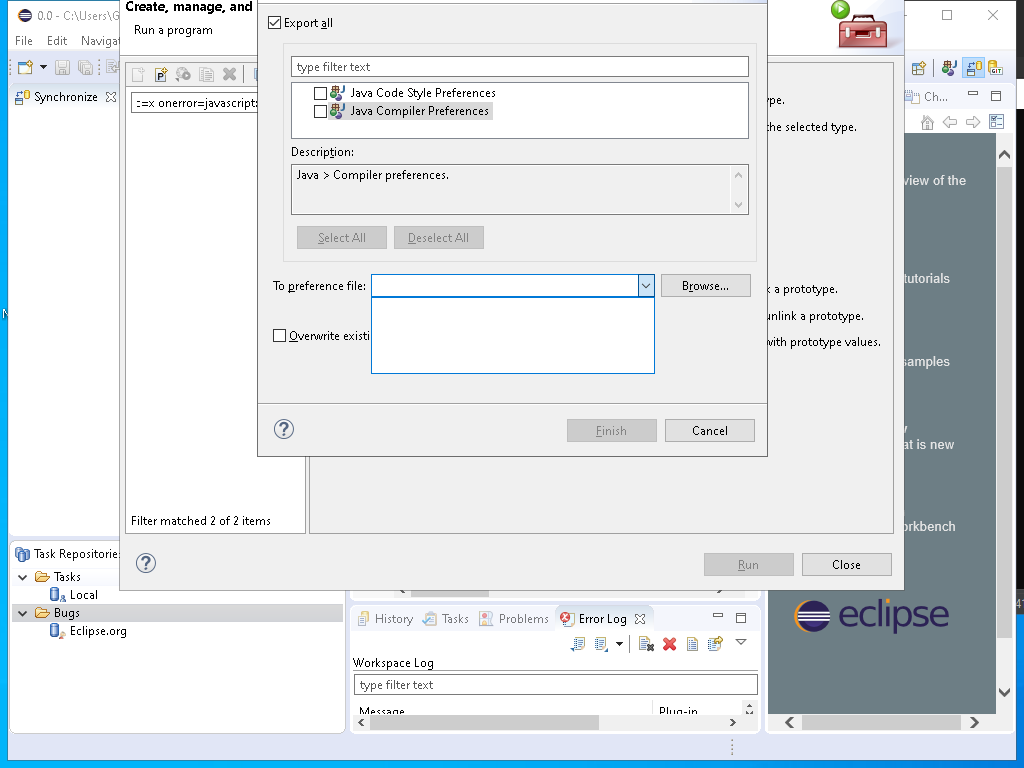 0.0 - C:\Users\G
File Edit Navigat
Synchronize
Create, manage, and
Run a program
:=x onerror=javascript:
Filter matched 2 of 2 items
Export all
type filter text
Java Code Style Preferences
Java Compiler Preferences
Description:
Java > Compiler preferences.
Select All Deselect All
To preference file: Browse...
Overwrite existi
Finish Cancel
ype.
the selected type.
k a prototype.
unlink a prototype.
with prototype values.
Run Close
Ch...
view of the
tutorials
samples
at is new
orkbench
eclipse
Task Repositories
Tasks
Local
Bugs
Eclipse.org
History Tasks Problems Error Log
Workspace Log
type filter text
Message Plug-in